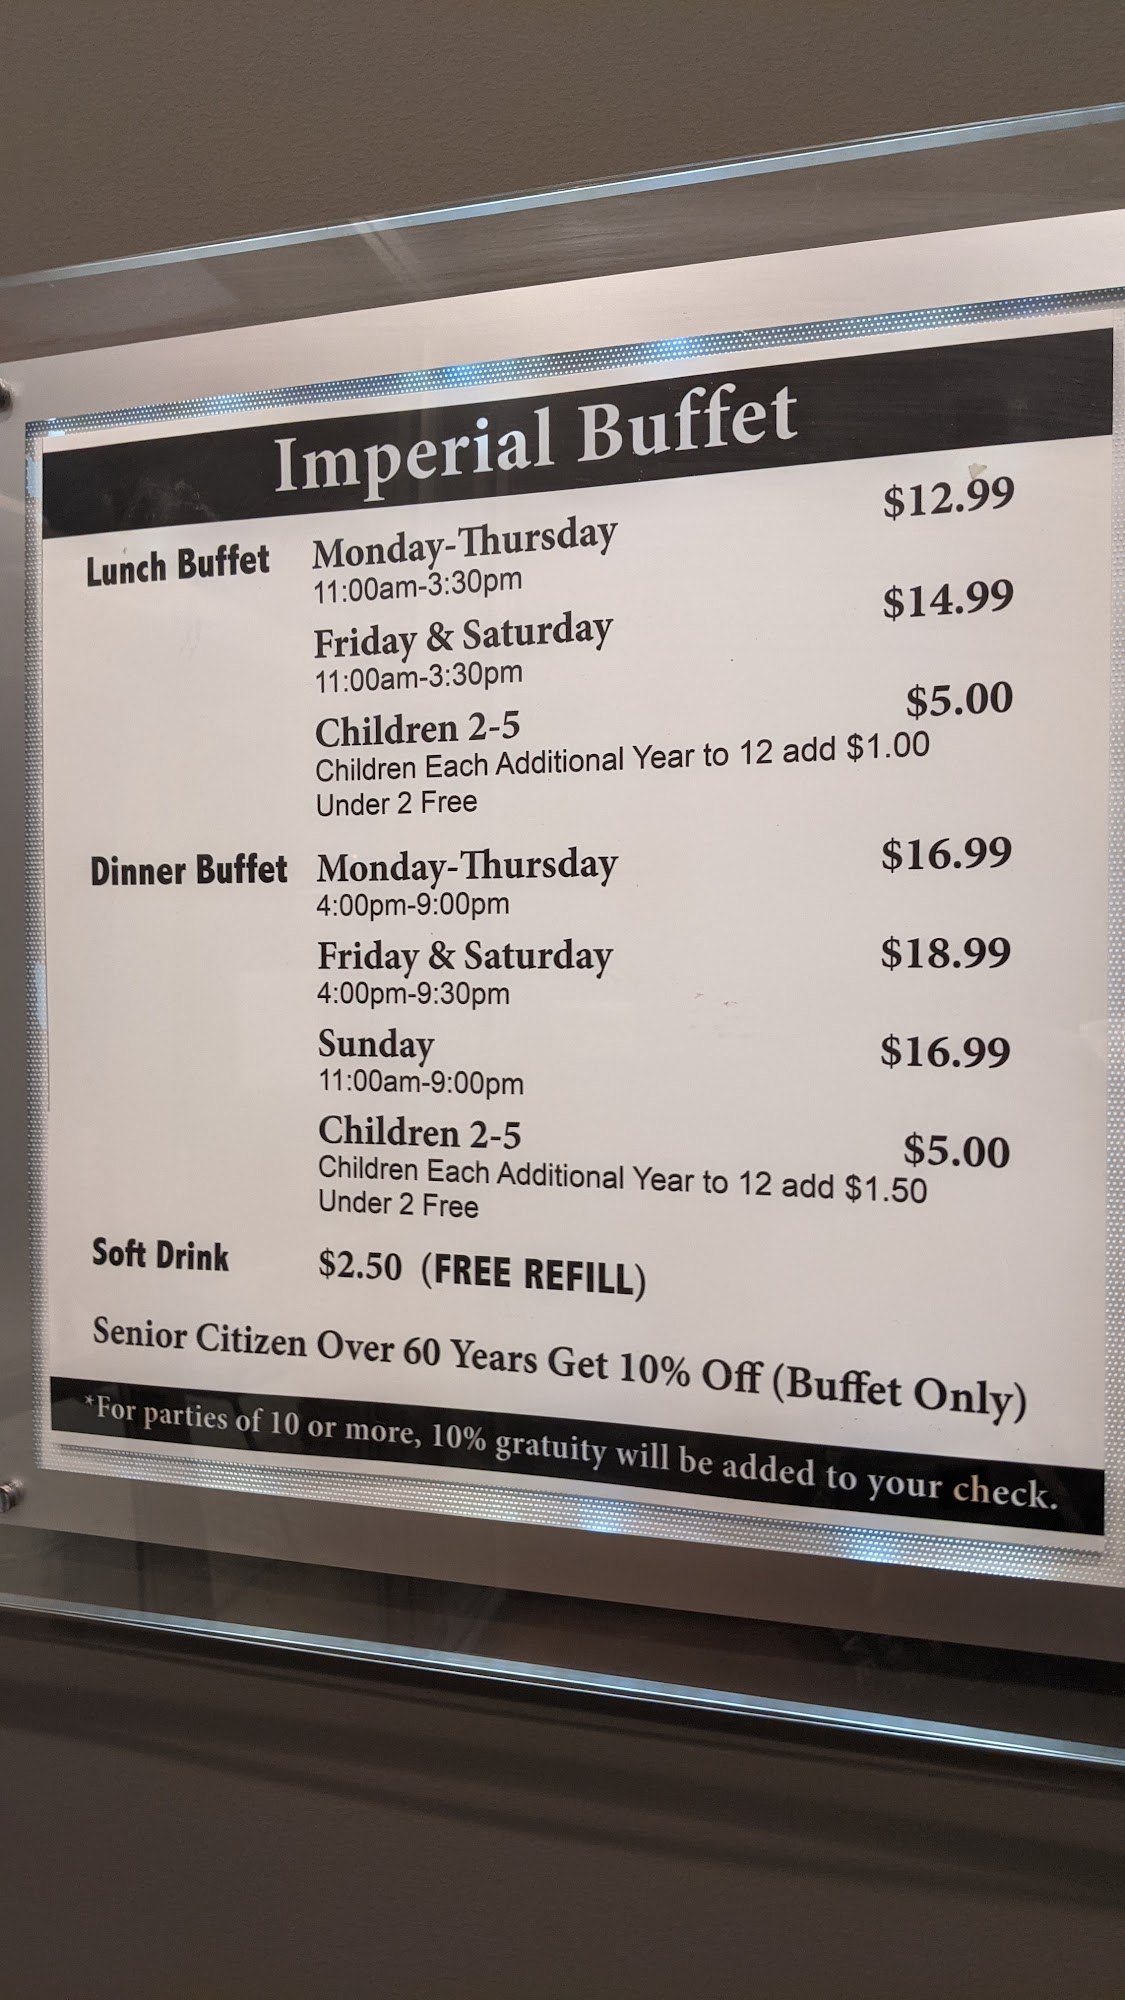 Imperial Buffet
Lunch Buffet Monday-Thursday $12.99
11:00am-3:30pm
Friday & Saturday $14.99
11:00am-3:30pm
Children 2-5 $5.00
Children Each Additional Year to 12 add $1.00
Under 2 Free
Dinner Buffet Monday-Thursday $16.99
4:00pm-9:00pm
Friday & Saturday $18.99
4:00pm-9:30pm
Sunday $16.99
11:00am-9:00pm
Children 2-5 $5.00
Children Each Additional Year to 12 add $1.50
Under 2 Free
Soft Drink $2.50 (FREE REFILL)
Senior Citizen Over 60 Years Get 10% Off (Buffet Only)
*For parties of 10 or more, 10% gratuity will be added to your check.